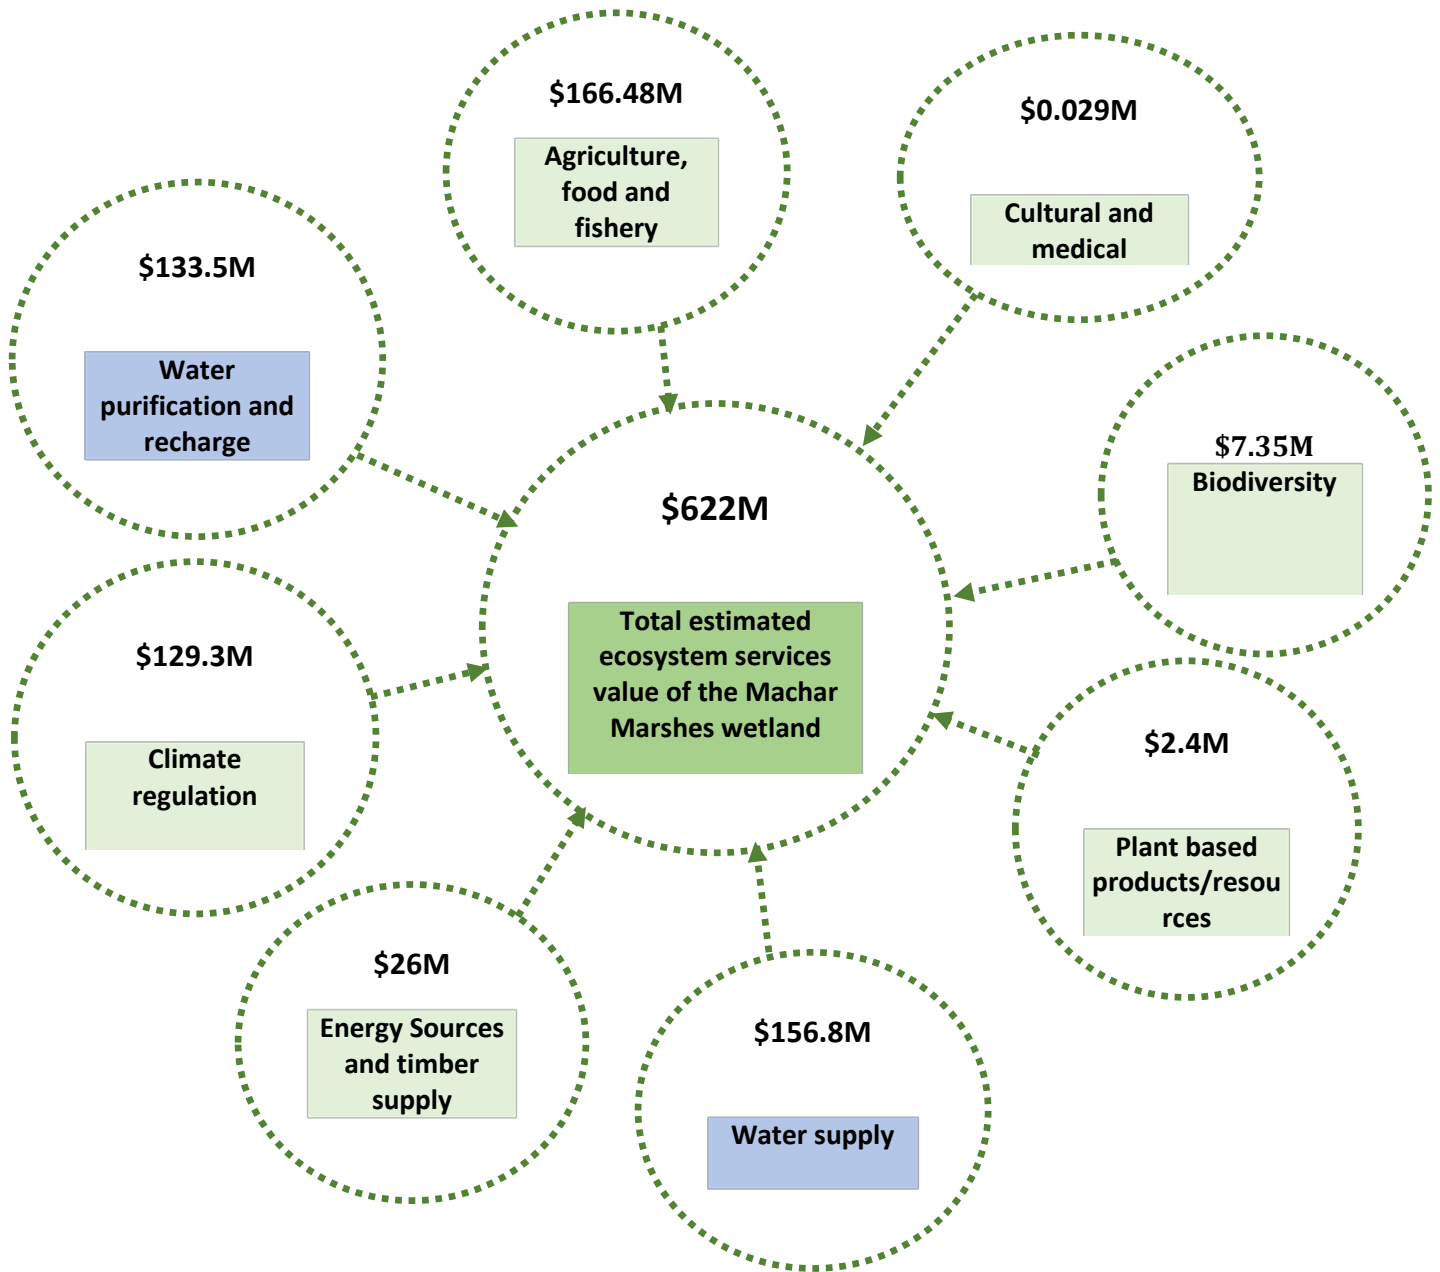 $166.48M
Agriculture,
food and
fishery
$0.029M
Cultural and
medical
$133.5M
Water
purification and
recharge
$7.35M
Biodiversity
$622M
Total estimated
ecosystem services
value of the Machar
Marshes wetland
$129.3M
Climate
regulation
$2.4M
Plant based
products/resou
rces
$26M
Energy Sources
and timber
supply
$156.8M
Water supply